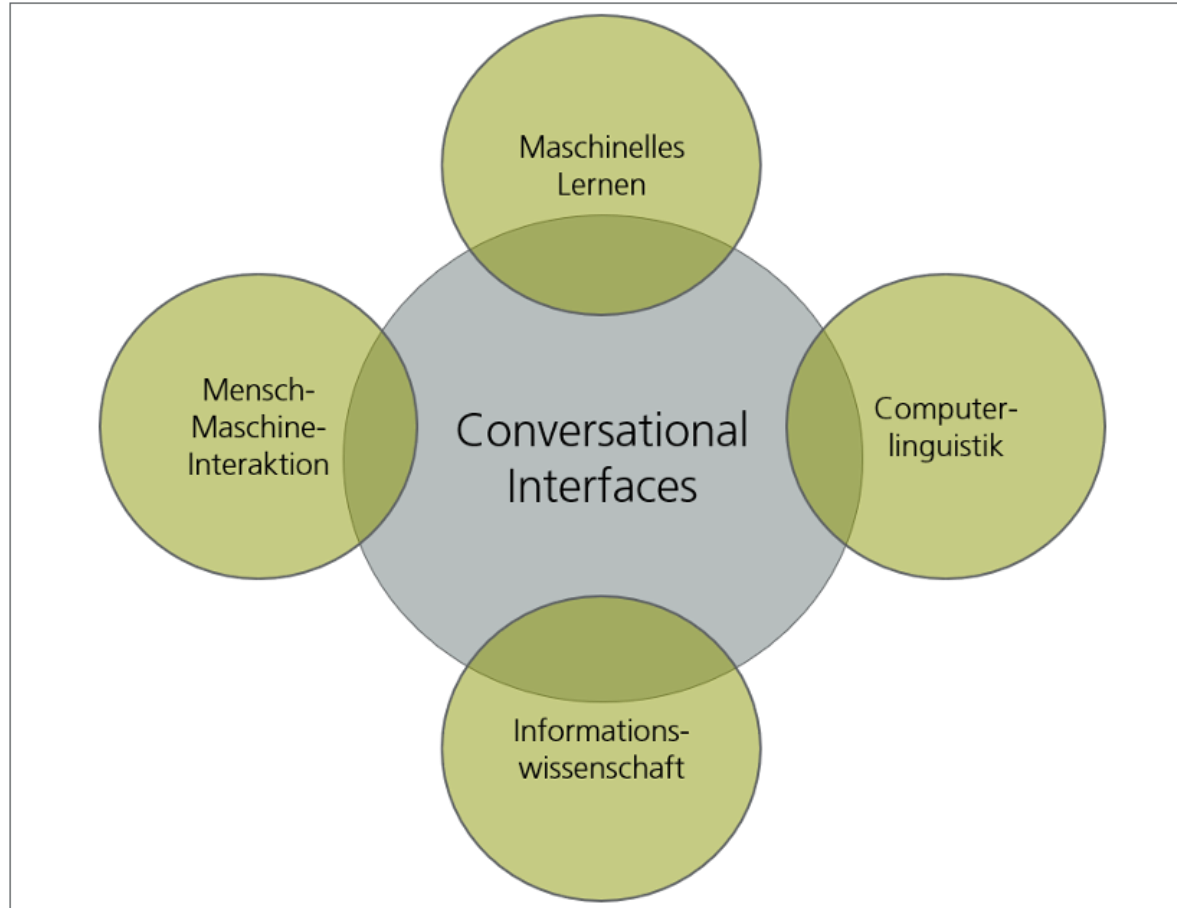 Maschinelles
Lernen
Mensch-
Maschine-
Interaktion
Conversational
Interfaces
Computer-
linguistik
Informations-
wissenschaft